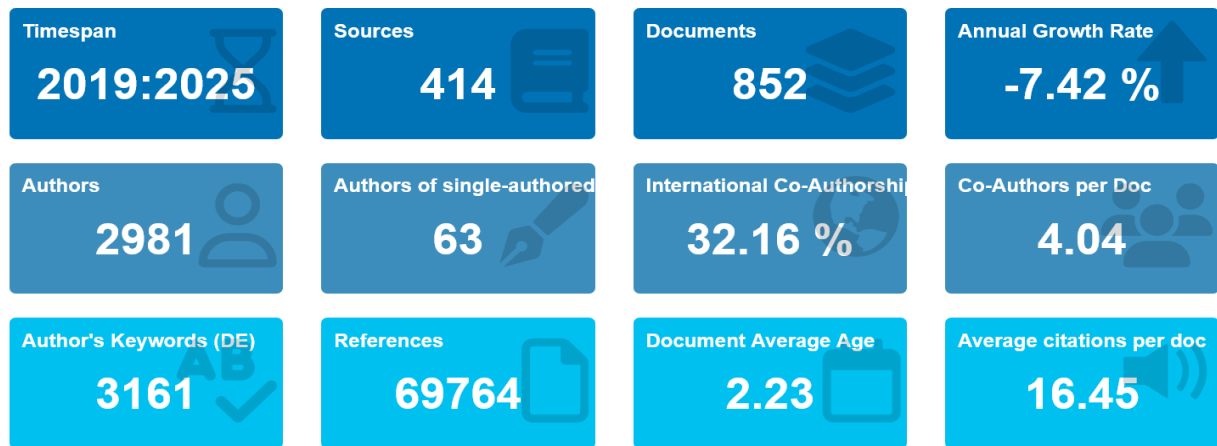 Timespan
2019:2025
Sources
414
Documents
852
Annual Growth Rate
-7.42 %
Authors
2981
Authors of single-authored
63
International Co-Authorship
32.16 %
Co-Authors per Doc
4.04
Author's Keywords (DE)
3161
References
69764
Document Average Age
2.23
Average citations per doc
16.45
AB